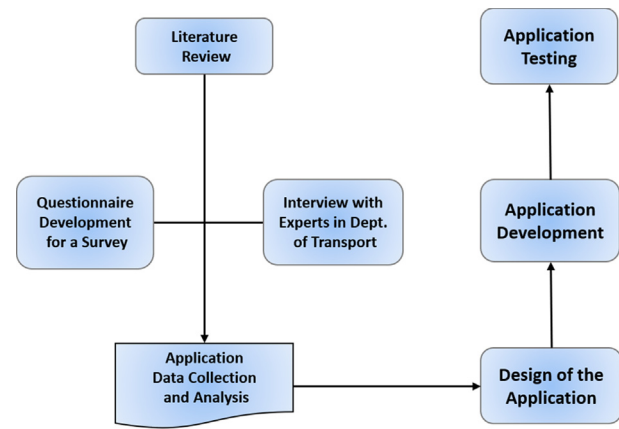 Literature
Review
Questionnaire
Development
for a Survey
Interview with
Experts in Dept.
of Transport
Application
Data Collection
and Analysis
Design of the
Application
Application
Development
Application
Testing